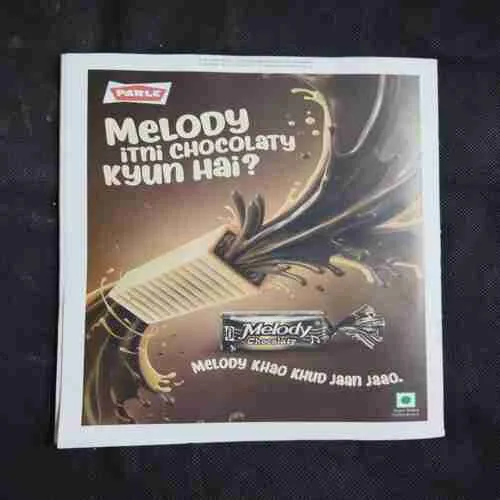 PARLE
MeLODY
iTNi CHOCOLATY
KYUN Hai?
Melody
Chocolaty
MeLODY KHaO KHUD JaaN JaaO.